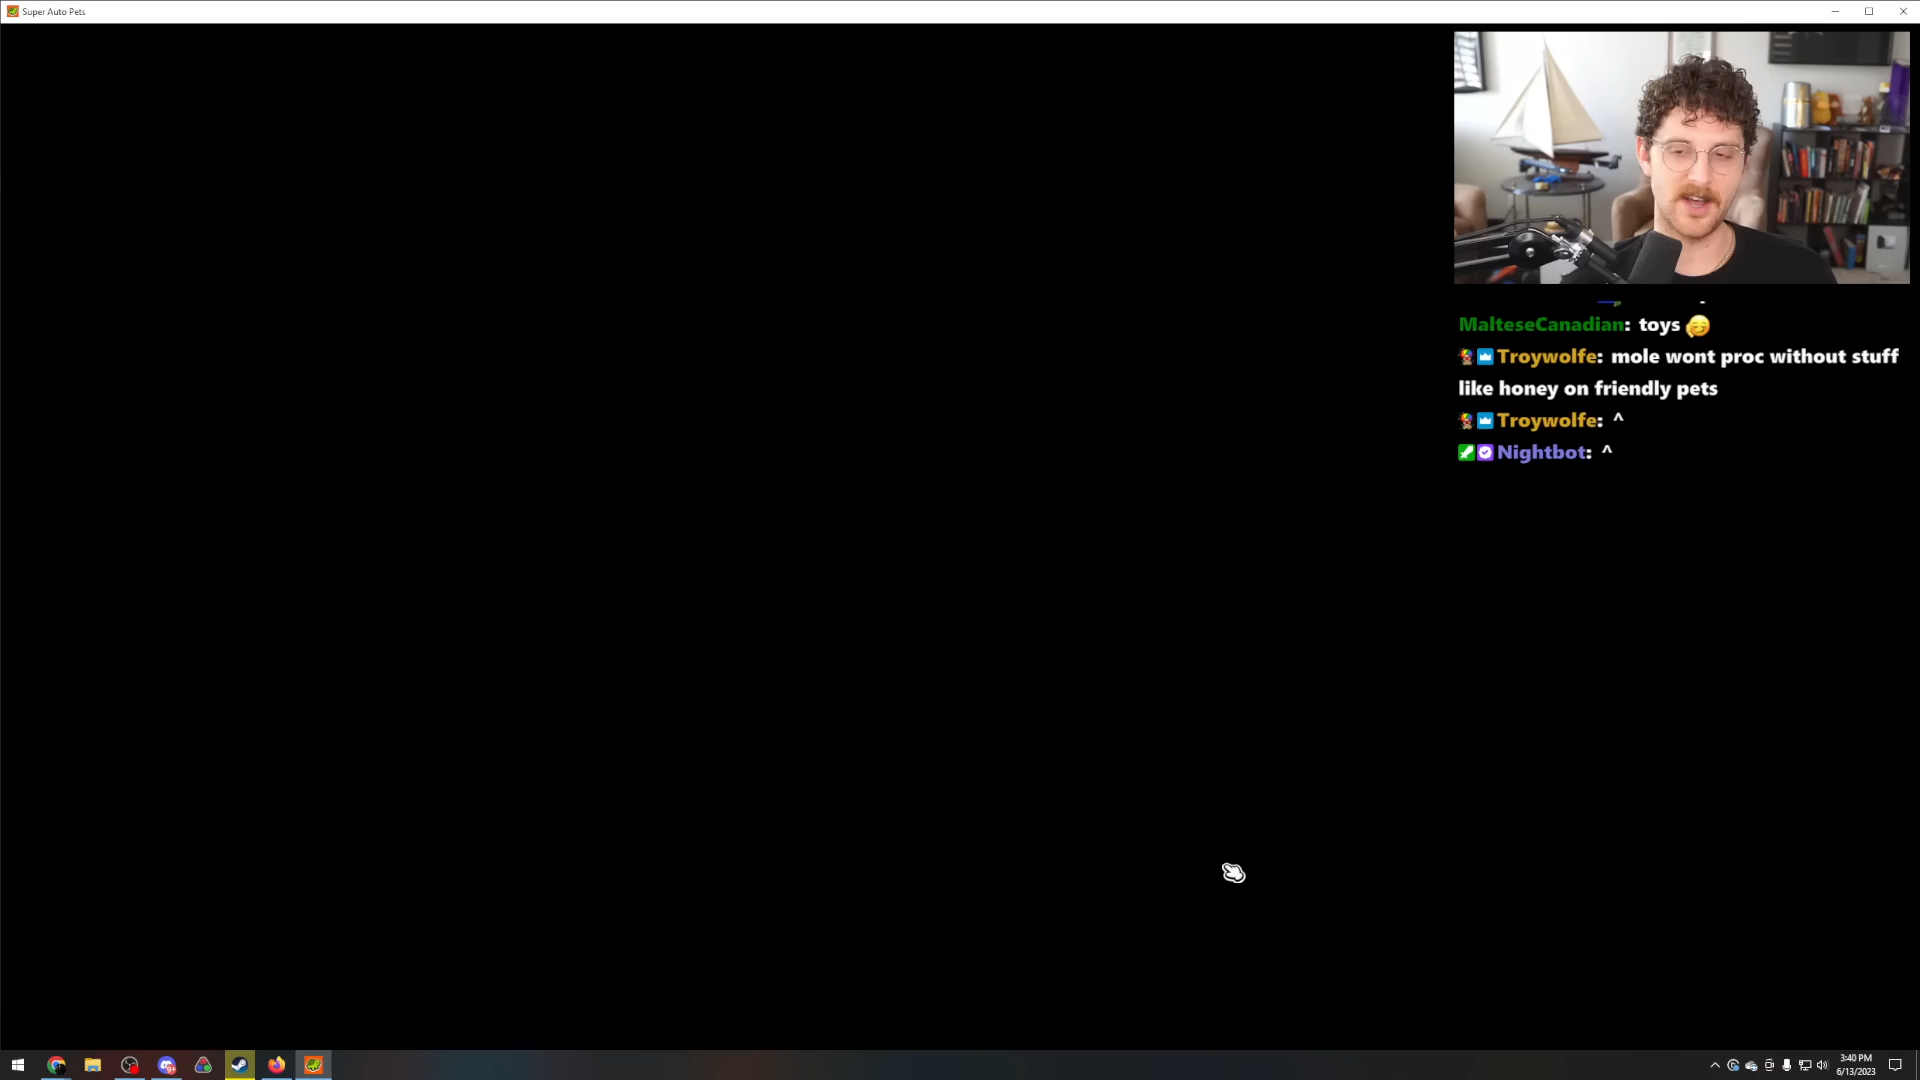 Super Auto Pets
MalteseCanadian: toys
Troywolfe: mole wont proc without stuff
like honey on friendly pets
Troywolfe: ^
Nightbot: ^
3:40 PM
6/13/2023